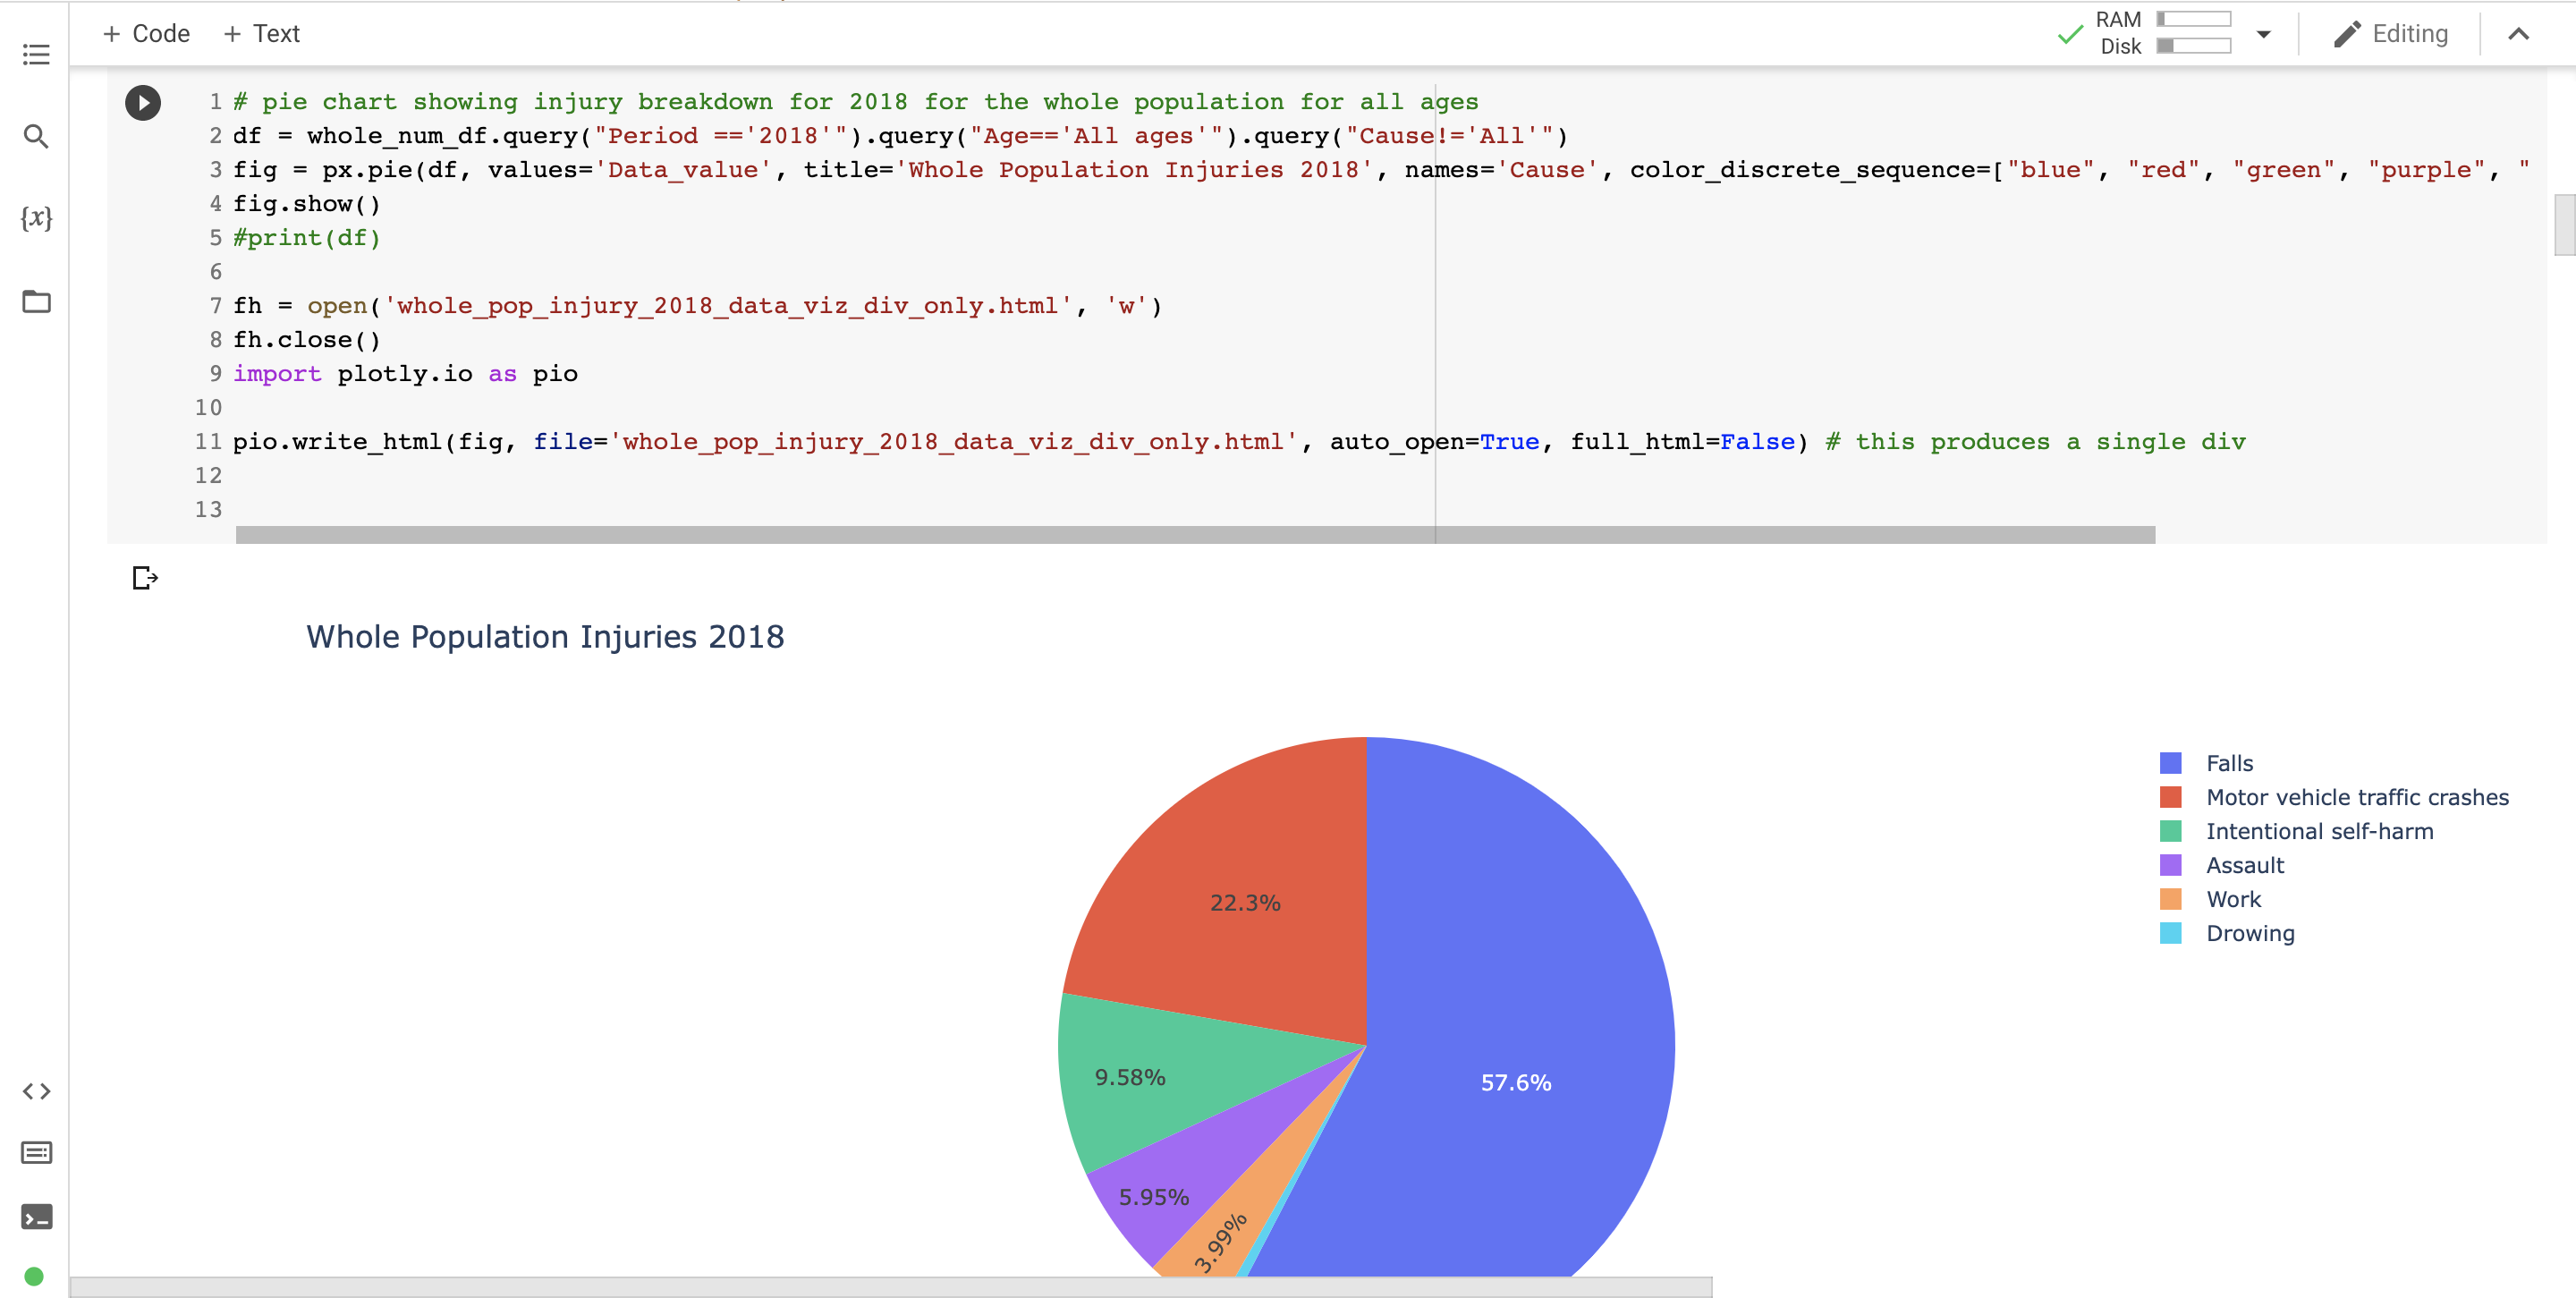 + Code + Text
RAM
Disk
Editing
{x}
1 # pie chart showing injury breakdown for 2018 for the whole population for all ages
2 df = whole_num_df.query("Period =='2018'").query("Age=='All ages'").query("Cause!='All'")
3 fig = px.pie(df, values='Data_value', title='Whole Population Injuries 2018', names='Cause', color_discrete_sequence=["blue", "red", "green", "purple", "
4 fig.show()
5 #print(df)
6
7 fh = open('whole_pop_injury_2018_data_viz_div_only.html', 'w')
8 fh.close()
9 import plotly.io as pio
10
11 pio.write_html(fig, file='whole_pop_injury_2018_data_viz_div_only.html', auto_open=True, full_html=False) # this produces a single div
12
13
Whole Population Injuries 2018
Falls
Motor vehicle traffic crashes
Intentional self-harm
Assault
Work
Drowing
22.3%
9.58%
57.6%
5.95%
3.99%